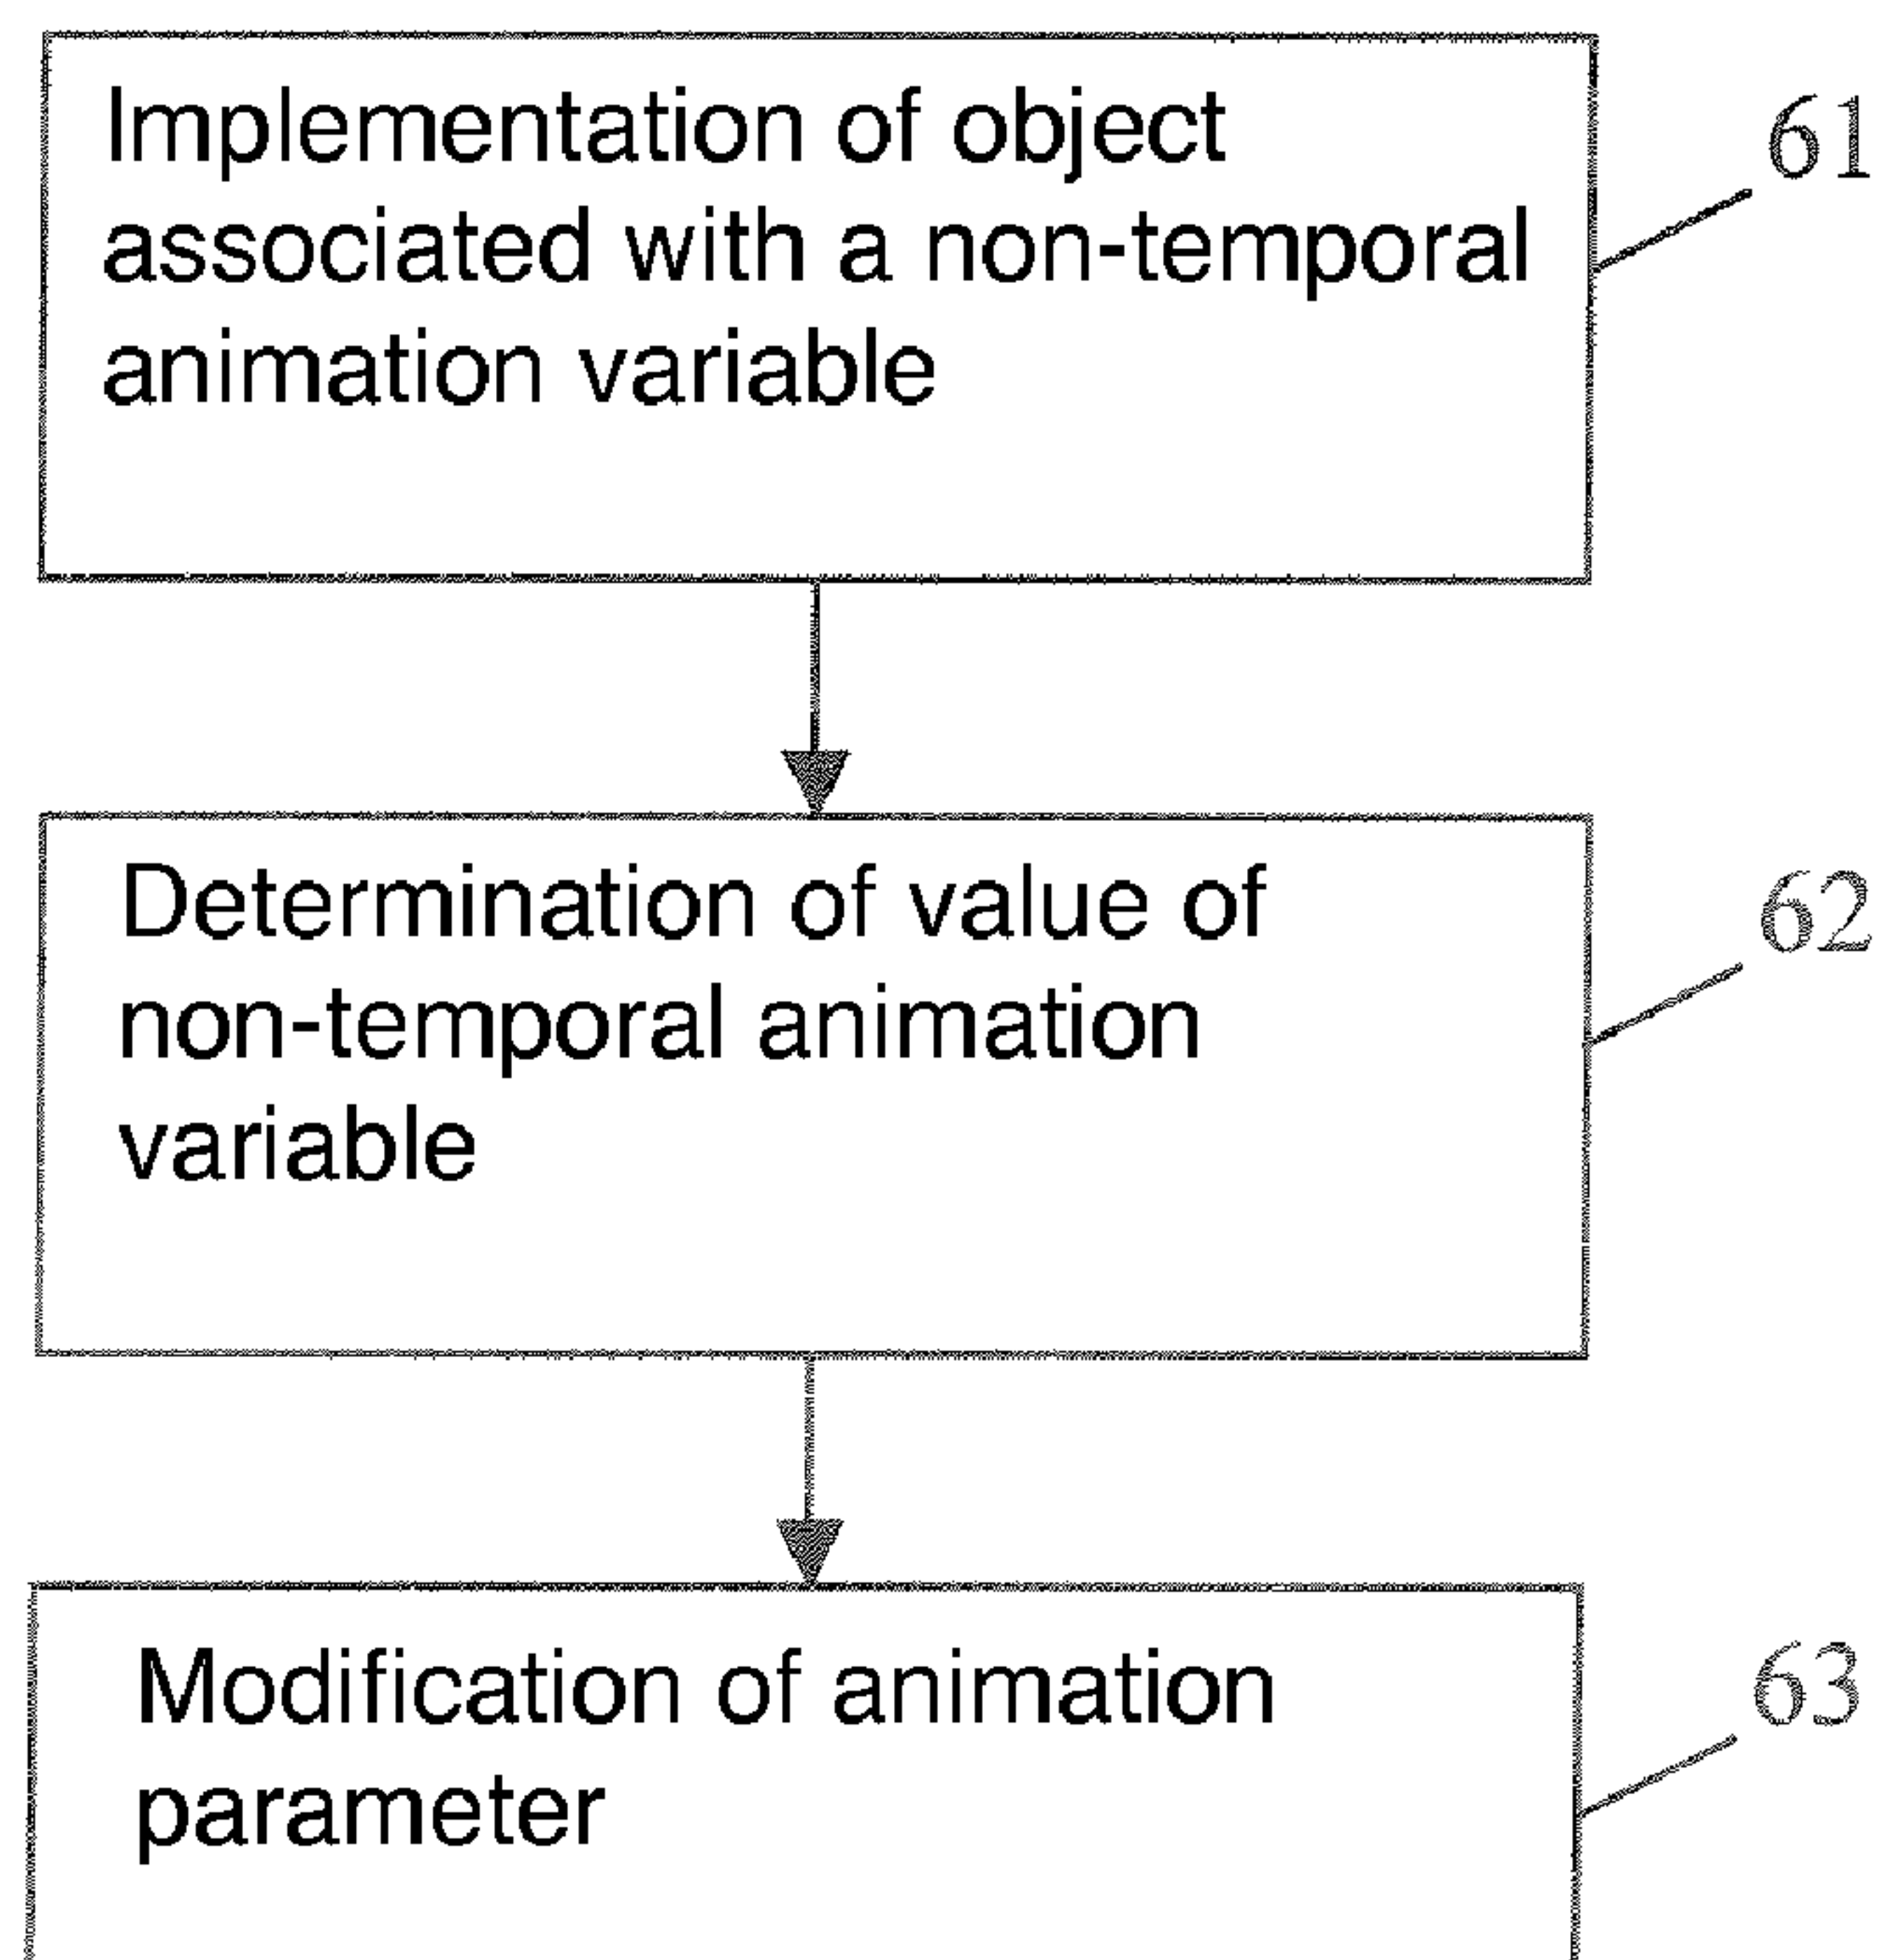 Implementation of object
associated with a non-temporal
animation variable
61
Determination of value of
non-temporal animation
variable
62
Modification of animation
parameter
63